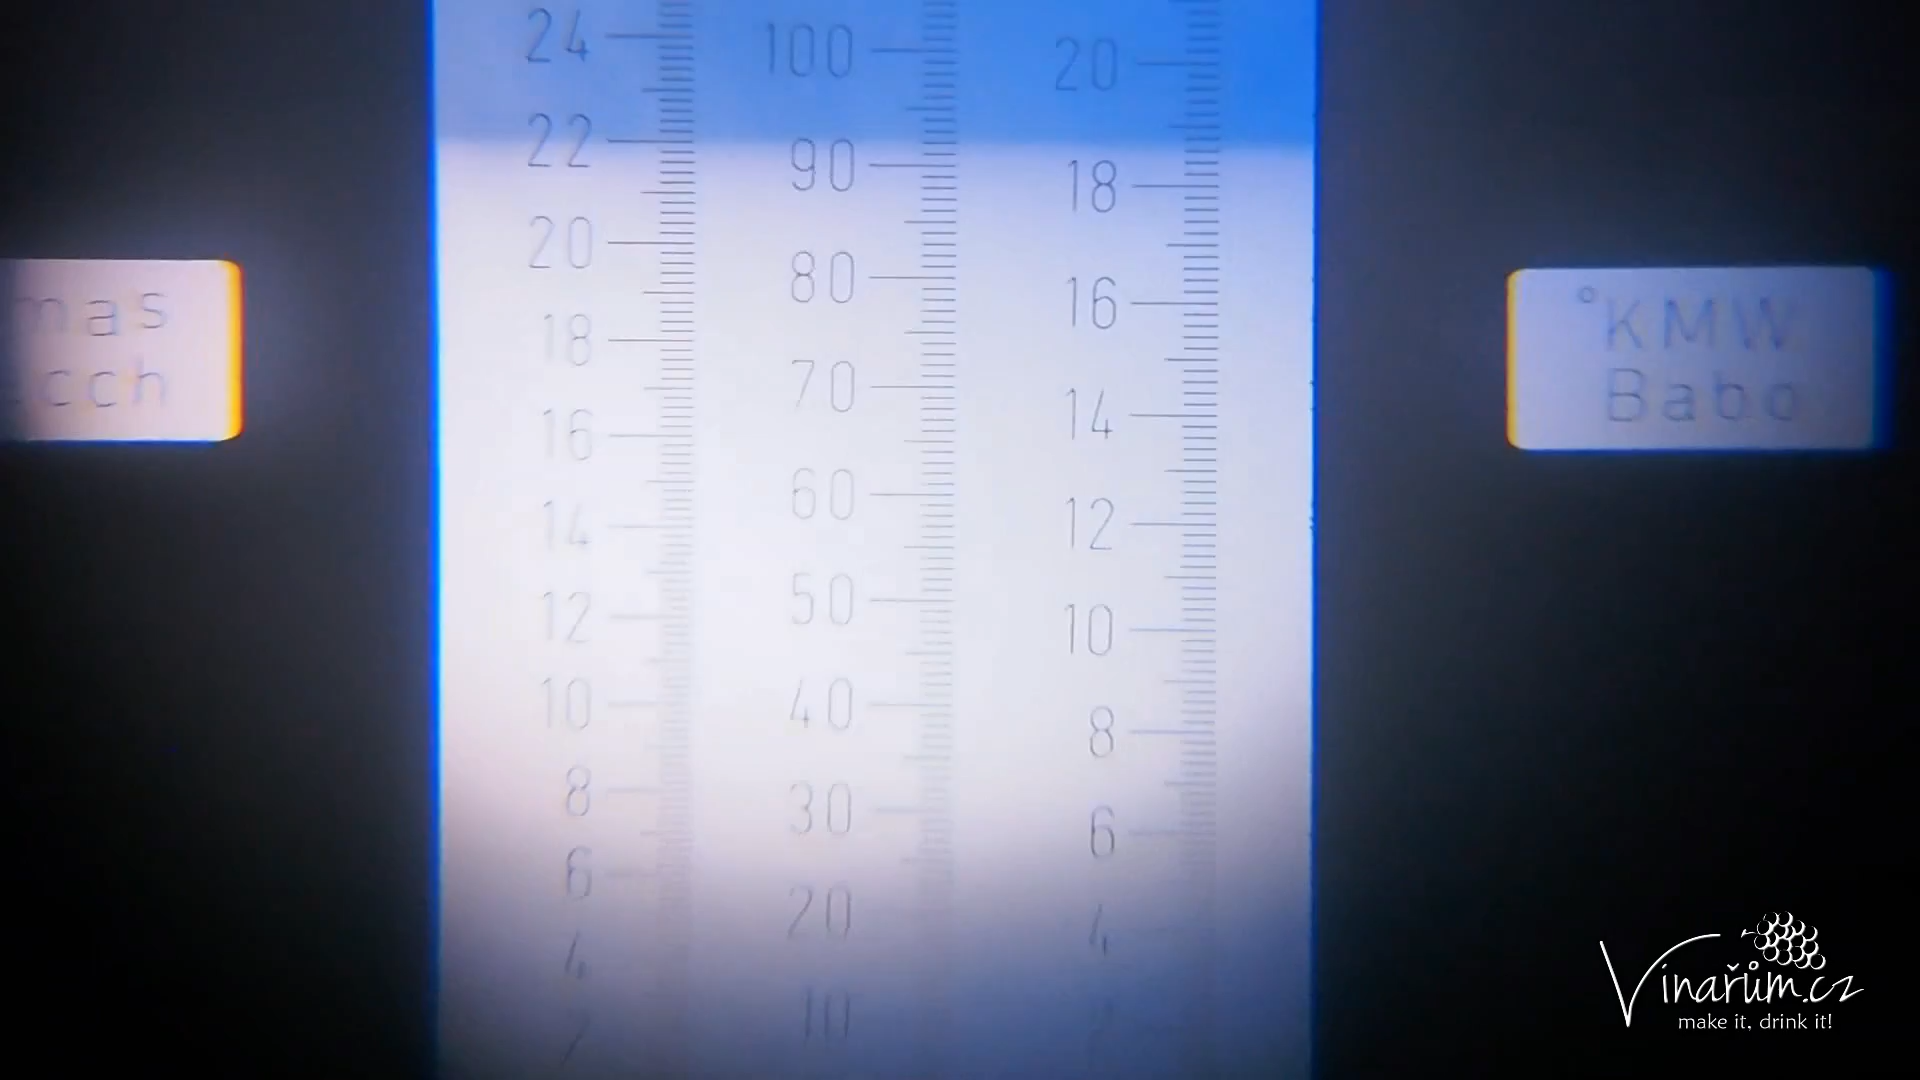 24 100 20
22 90 18
20 80 16
18 70 14
16 60 12
14 50 10
12 40 8
10 30 6
8 20 4
6 10
4
2
mas
cch
°KMW
Babo
Vinařům.cz
make it, drink it!